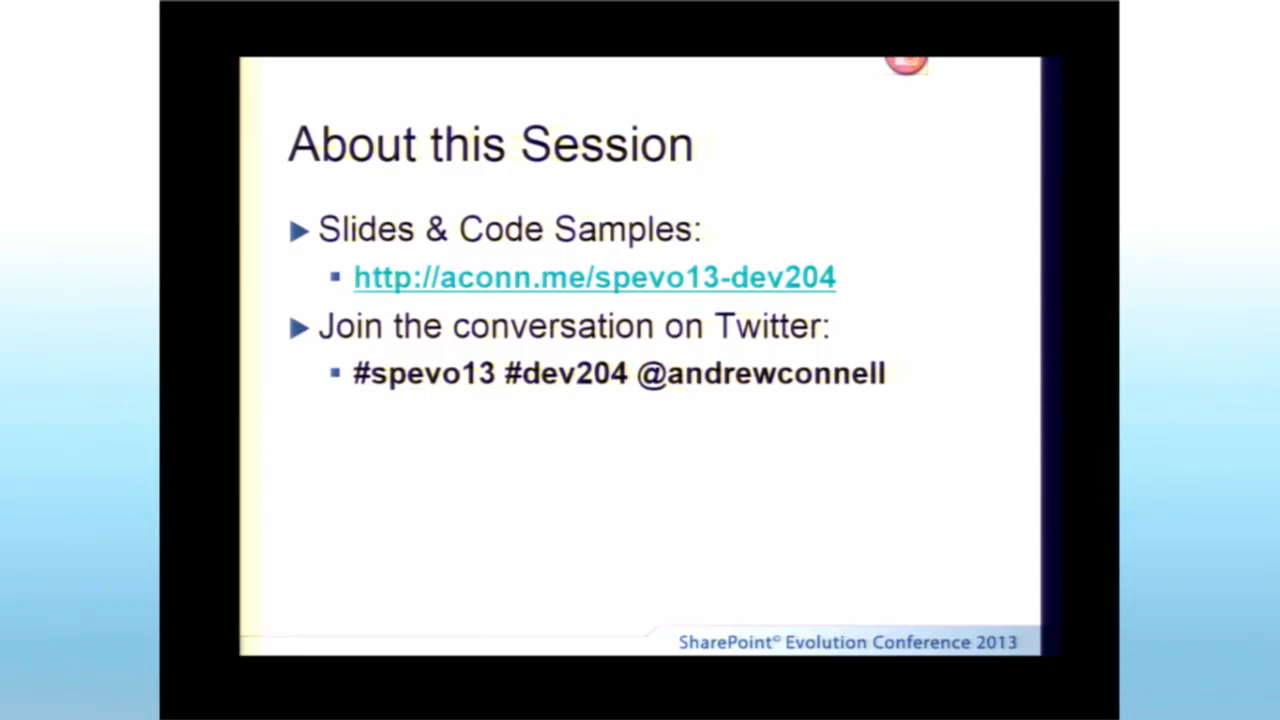 About this Session
Slides & Code Samples:
http://aconn.me/spevo13-dev204
Join the conversation on Twitter:
#spevo13 #dev204 @andrewconnell
SharePoint© Evolution Conference 2013